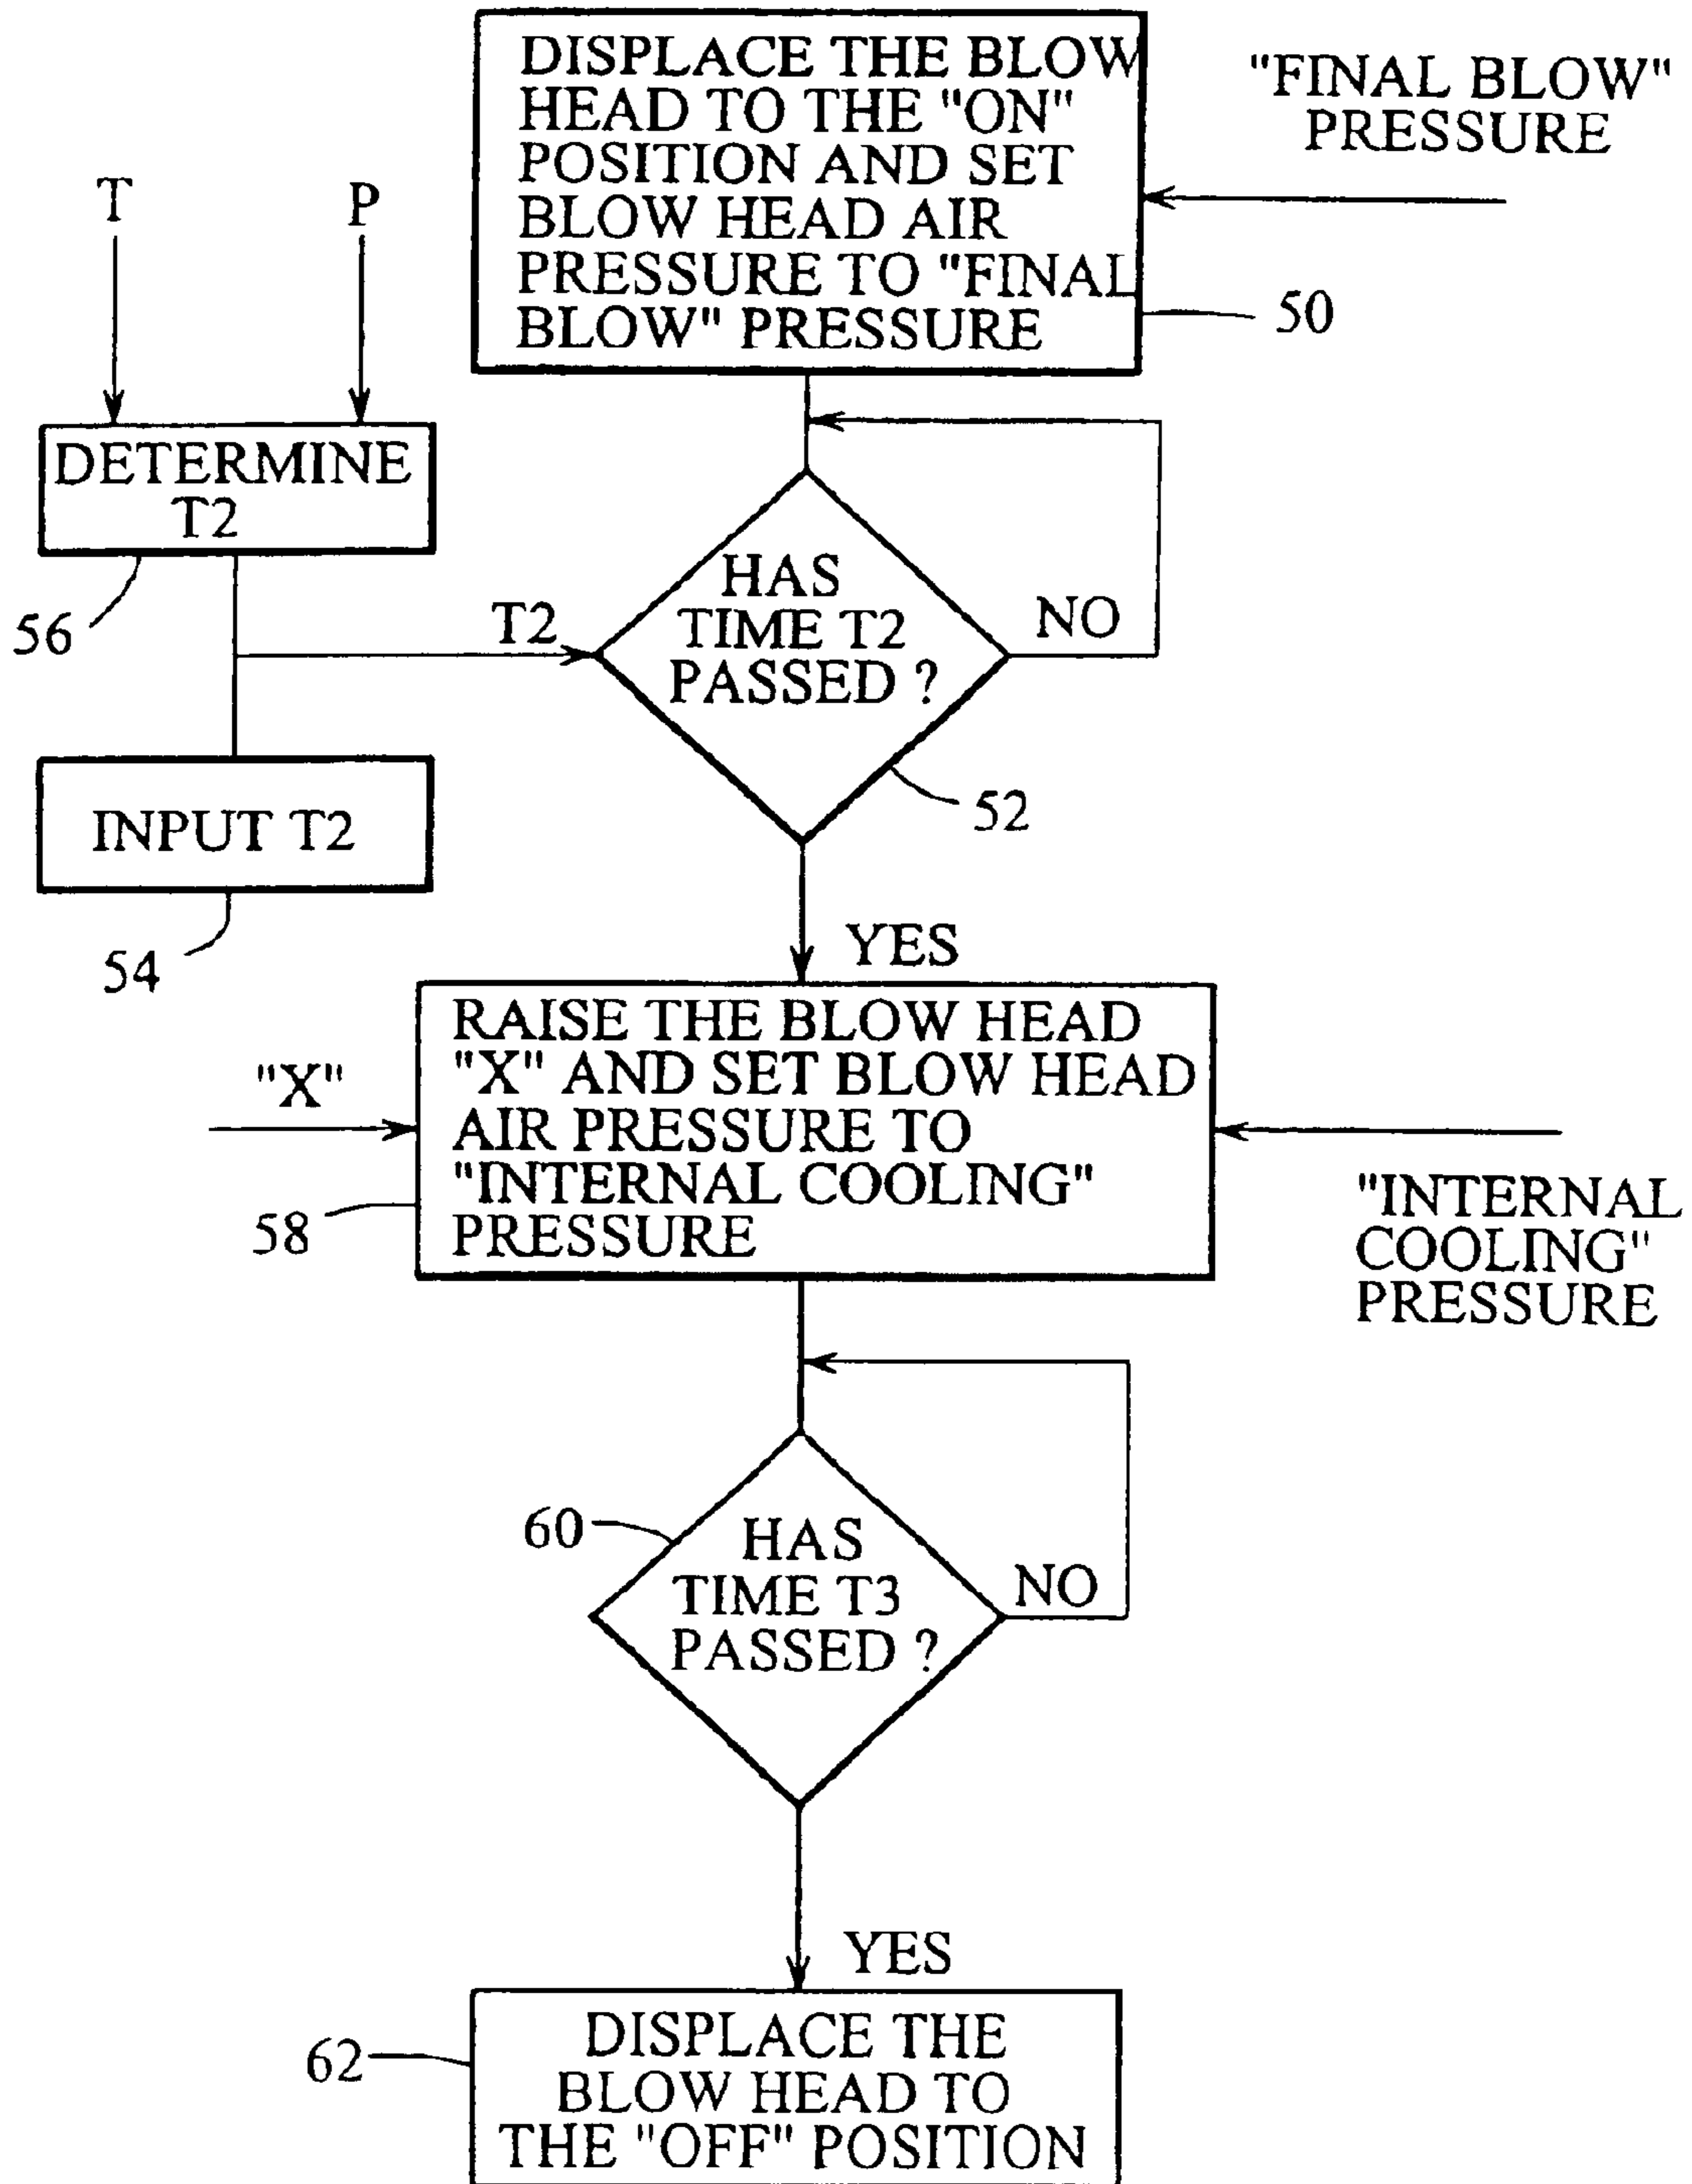 DISPLACE THE BLOW
HEAD TO THE "ON"
POSITION AND SET
BLOW HEAD AIR
PRESSURE TO "FINAL
BLOW" PRESSURE
"FINAL BLOW"
PRESSURE
50
T
P
DETERMINE
T2
56
T2
HAS
TIME T2
PASSED ?
NO
52
INPUT T2
54
YES
RAISE THE BLOW HEAD
"X" AND SET BLOW HEAD
AIR PRESSURE TO
"INTERNAL COOLING"
PRESSURE
"X"
58
"INTERNAL
COOLING"
PRESSURE
60
HAS
TIME T3
PASSED ?
NO
YES
62
DISPLACE THE
BLOW HEAD TO
THE "OFF" POSITION